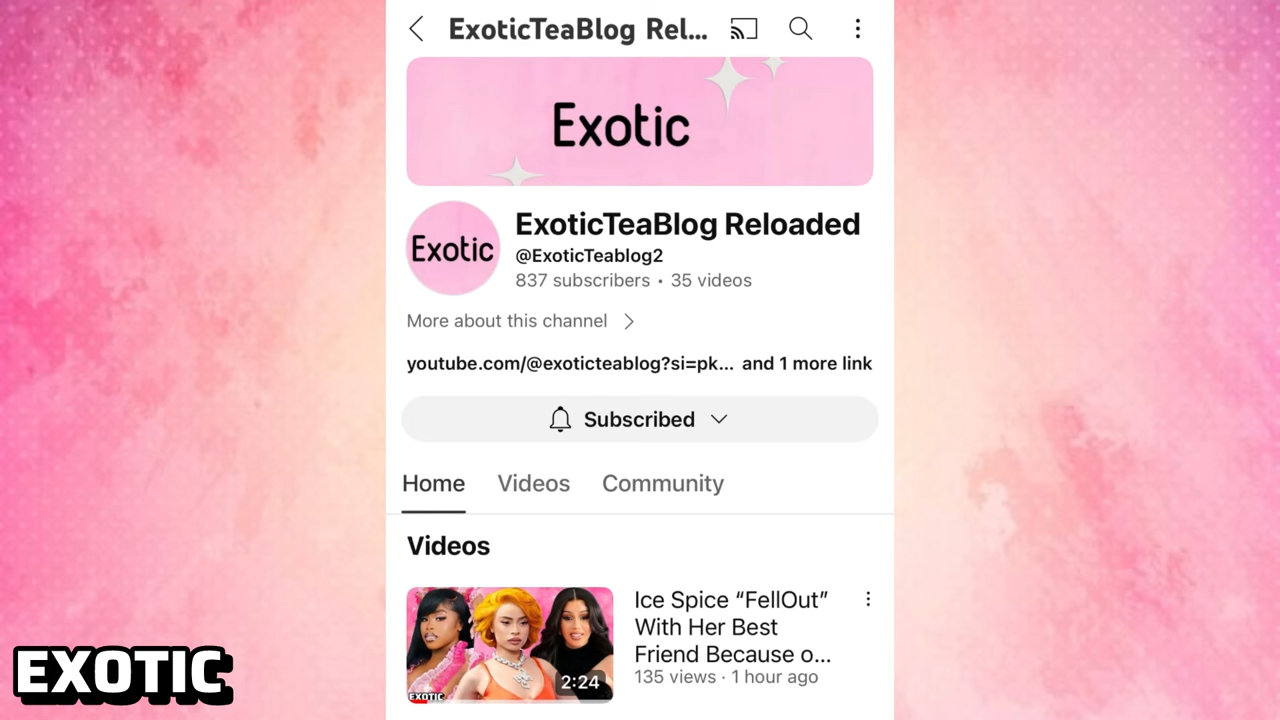 ExoticTeaBlog Rel...
Exotic
Exotic
ExoticTeaBlog Reloaded
@ExoticTeablog2
837 subscribers • 35 videos
More about this channel
youtube.com/@exoticteablog?si=pk... and 1 more link
Subscribed
Home Videos Community
Videos
Ice Spice “FellOut”
With Her Best
Friend Because o...
135 views · 1 hour ago
2:24
EXOTIC
EXOTIC